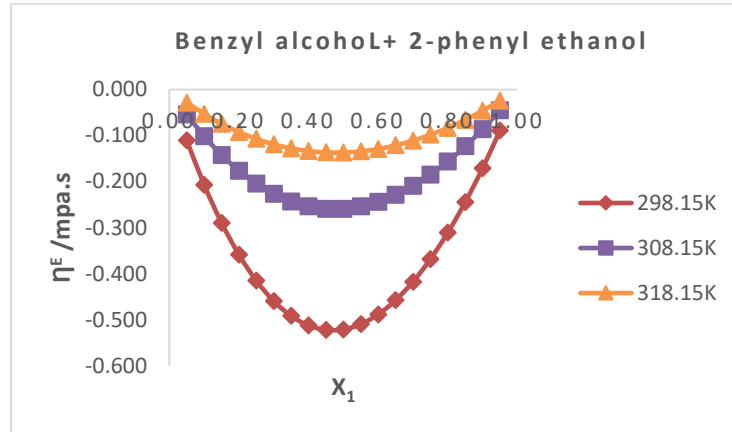 Benzyl alcohoL+ 2-phenyl ethanol
0.000
-0.100
-0.200
-0.300
-0.400
-0.500
-0.600
0.00 0.20 0.40 0.60 0.80 1.00
ηᴱ /mpa.s
X₁
298.15K
308.15K
318.15K